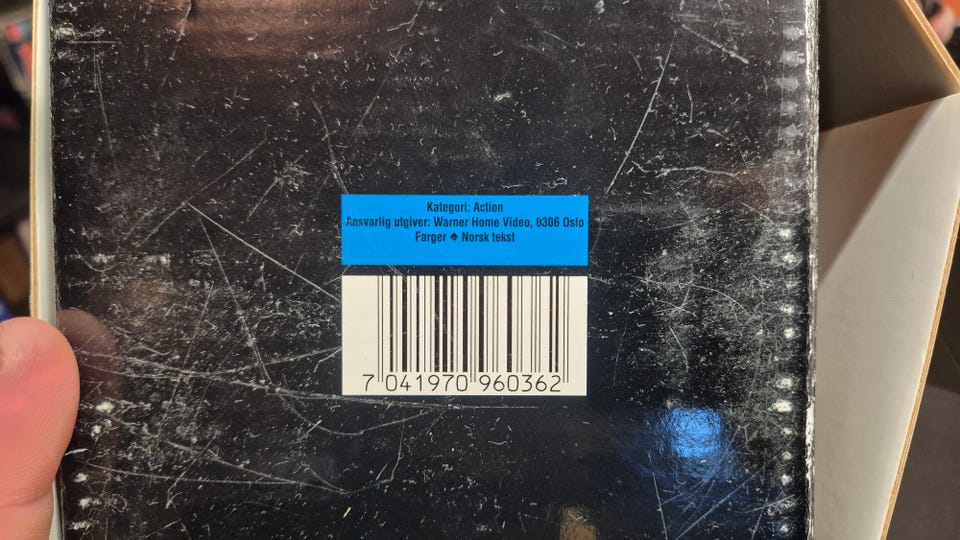 Kategori: Action
Ansvarlig utgiver: Warner Home Video, 0306 Oslo
Farger ♠ Norsk tekst
7 041970 960362